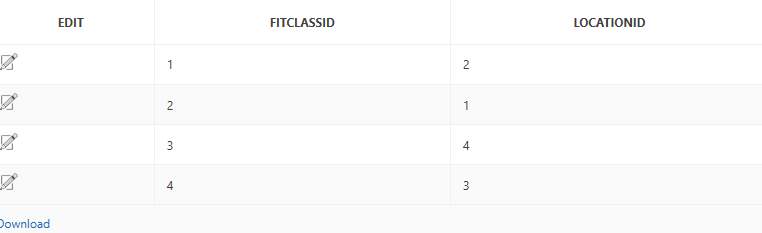 EDIT FITCLASSID LOCATIONID
1 2
2 1
3 4
4 3
Download